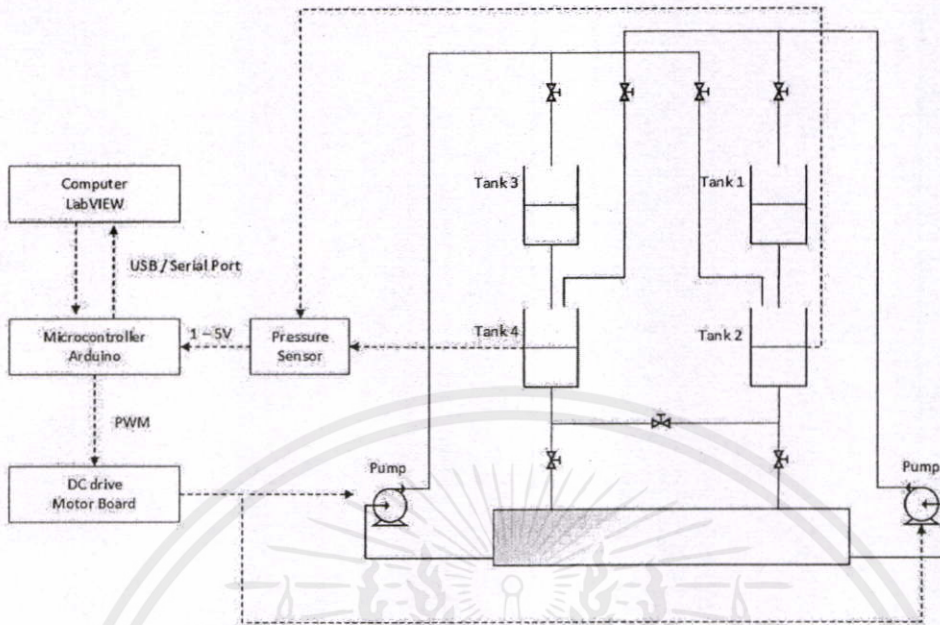 Tank 3
Tank 1
Computer
LabVIEW
USB / Serial Port
Microcontroller
Arduino
1 – 5V
Pressure
Sensor
Tank 4
Tank 2
PWM
DC drive
Motor Board
Pump
Pump